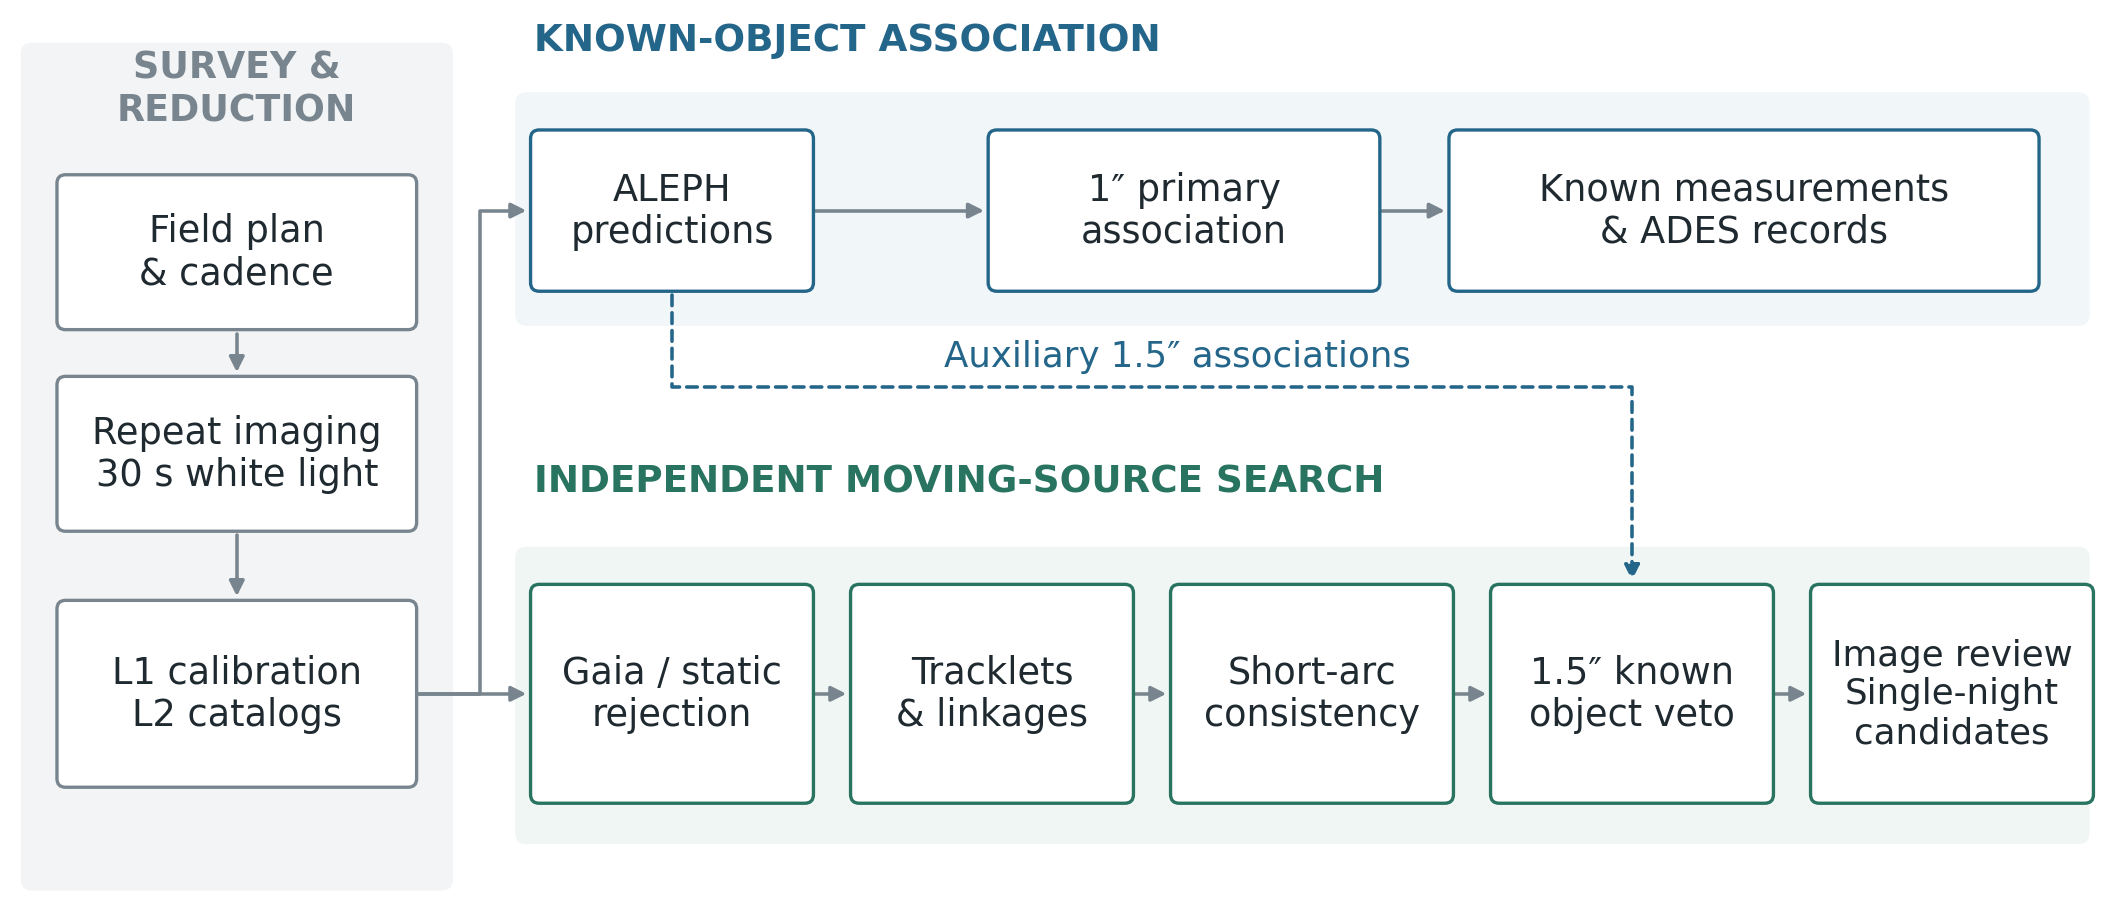 SURVEY &
REDUCTION
Field plan
& cadence
Repeat imaging
30 s white light
L1 calibration
L2 catalogs
KNOWN-OBJECT ASSOCIATION
ALEPH
predictions
1″ primary
association
Known measurements
& ADES records
Auxiliary 1.5″ associations
INDEPENDENT MOVING-SOURCE SEARCH
Gaia / static
rejection
Tracklets
& linkages
Short-arc
consistency
1.5″ known
object veto
Image review
Single-night
candidates